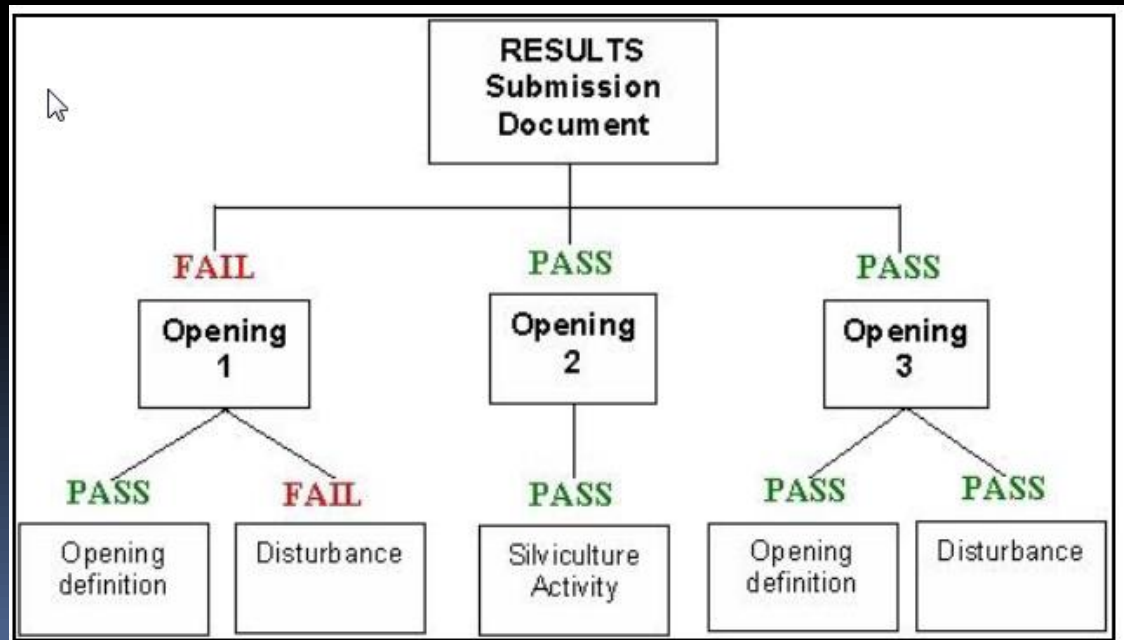 RESULTS
Submission
Document
FAIL
PASS
PASS
Opening
1
Opening
2
Opening
3
PASS
FAIL
PASS
PASS
PASS
Opening
definition
Disturbance
Silviculture
Activity
Opening
definition
Disturbance